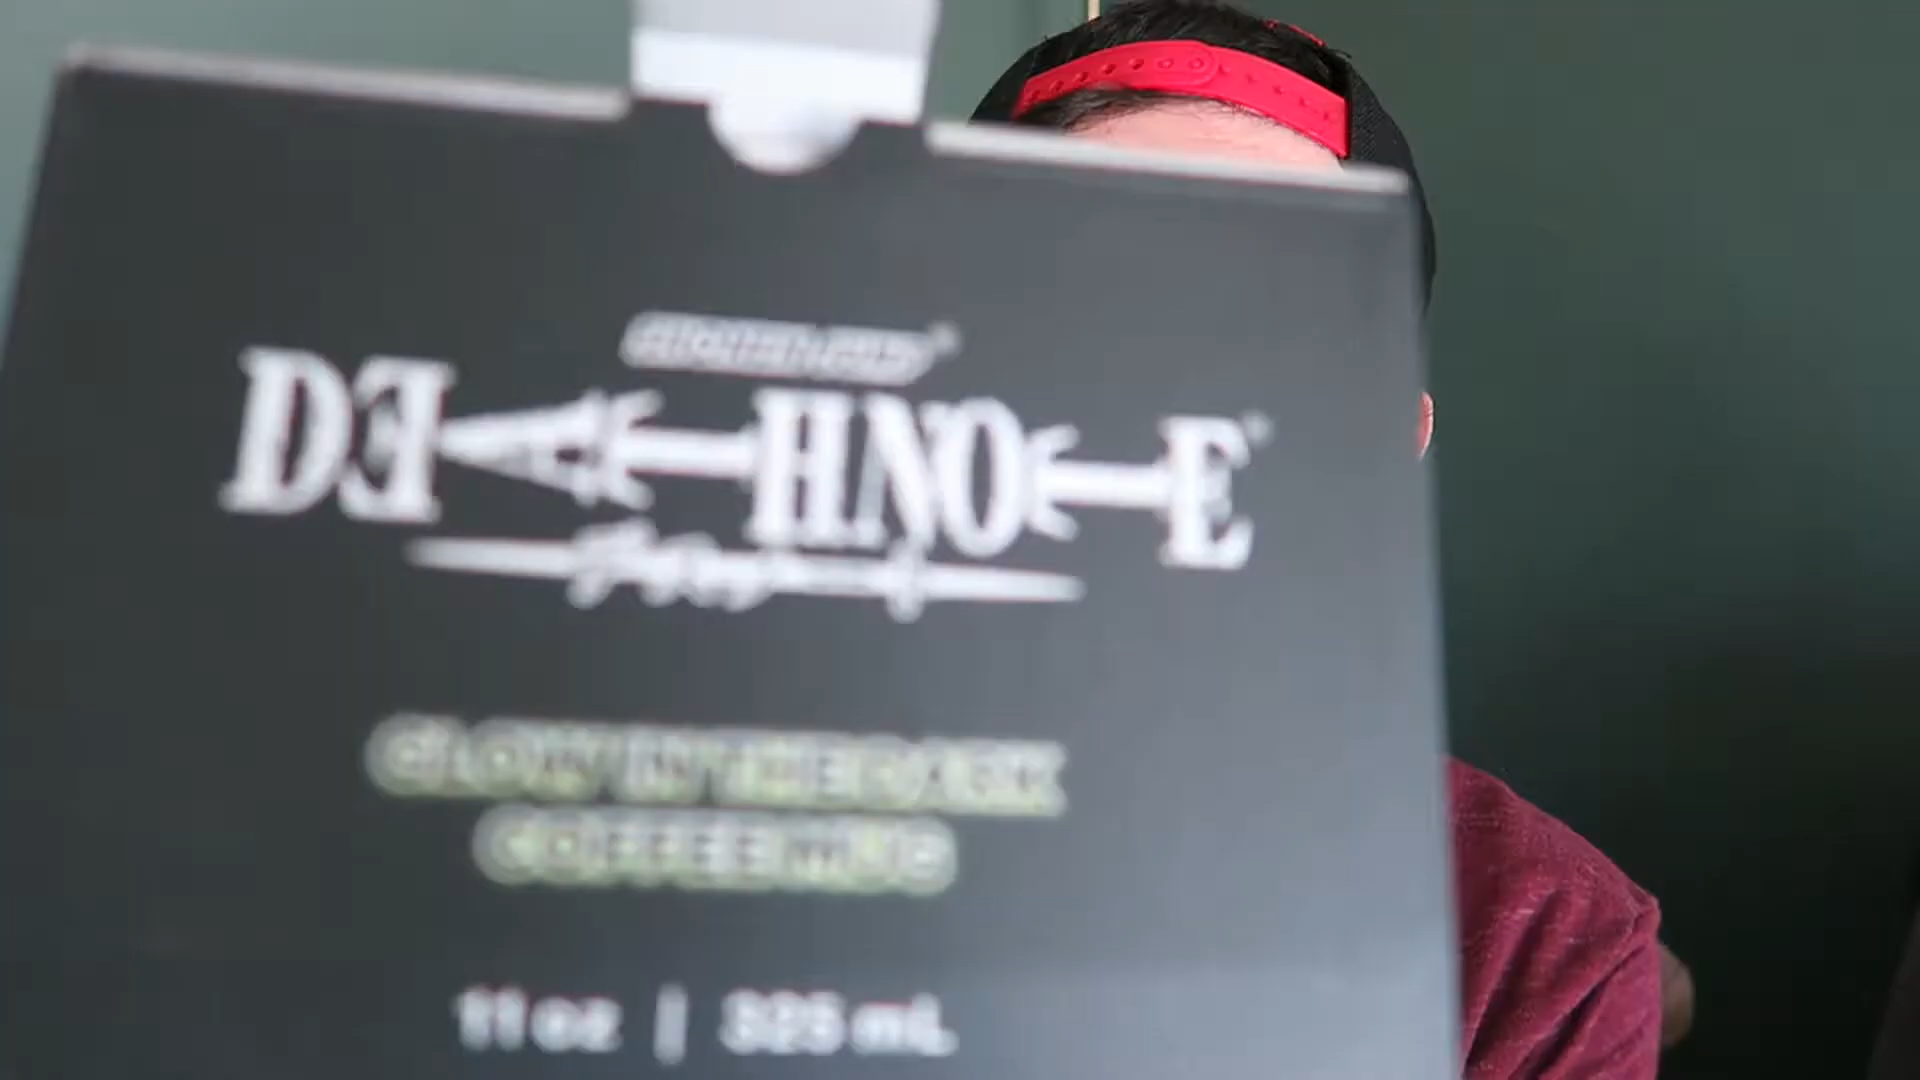 DEATH NOTE
GLOW IN THE DARK
COFFEE MUG
11 oz | 325 mL